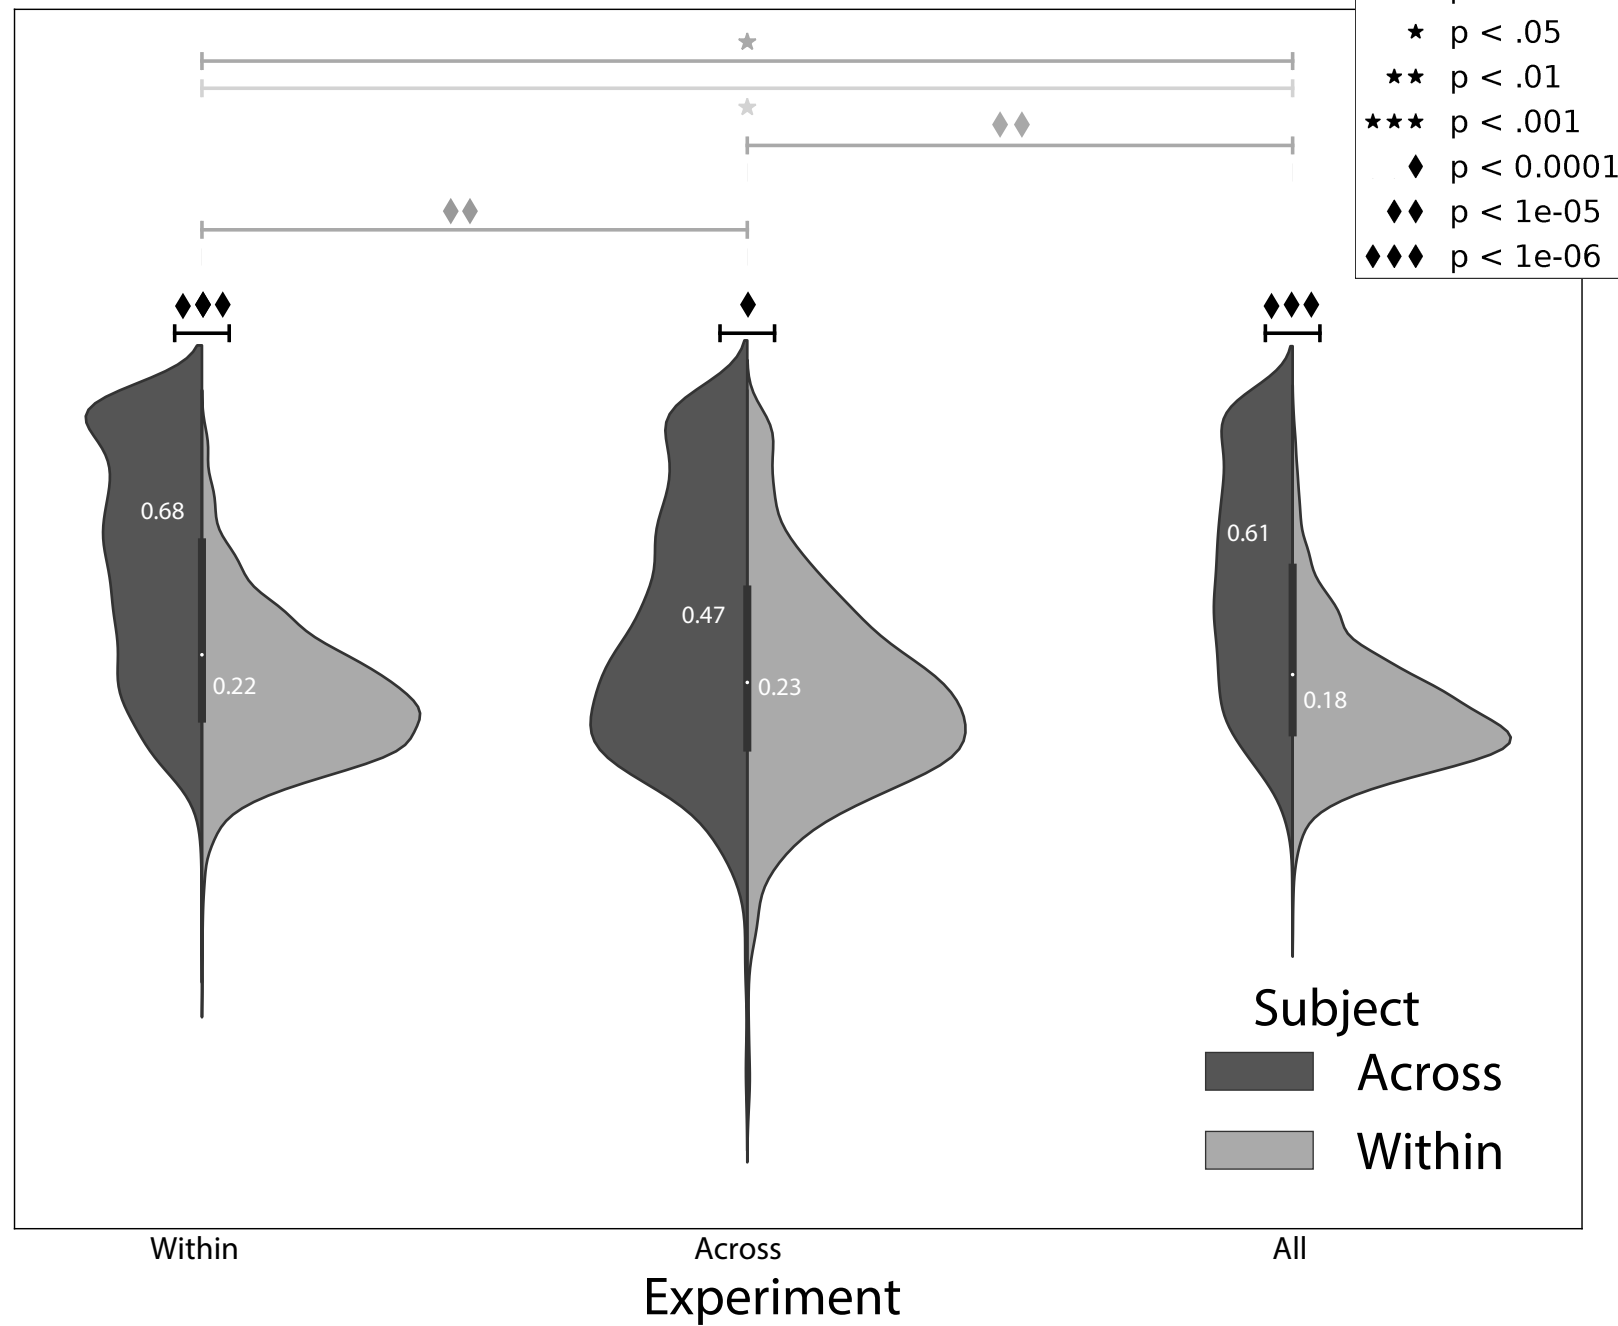 ★ p < .05
★★ p < .01
★★★ p < .001
♦ p < 0.0001
♦♦ p < 1e-05
♦♦♦ p < 1e-06
★
★
♦♦
♦♦
♦♦♦ ♦ ♦♦♦
0.68
0.61
0.47
0.22
0.23
0.18
Subject
Across
Within
Within Across All
Experiment